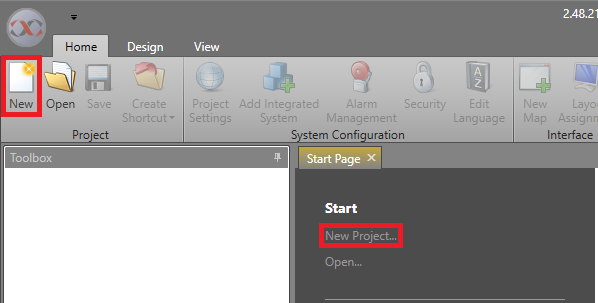 2.48.21
Home Design View
New Open Save Create Shortcut Project Settings Add Integrated System Alarm Management Security Edit Language New Map Layou Assignm
Project System Configuration Interface
Toolbox
Start Page
Start
New Project...
Open...